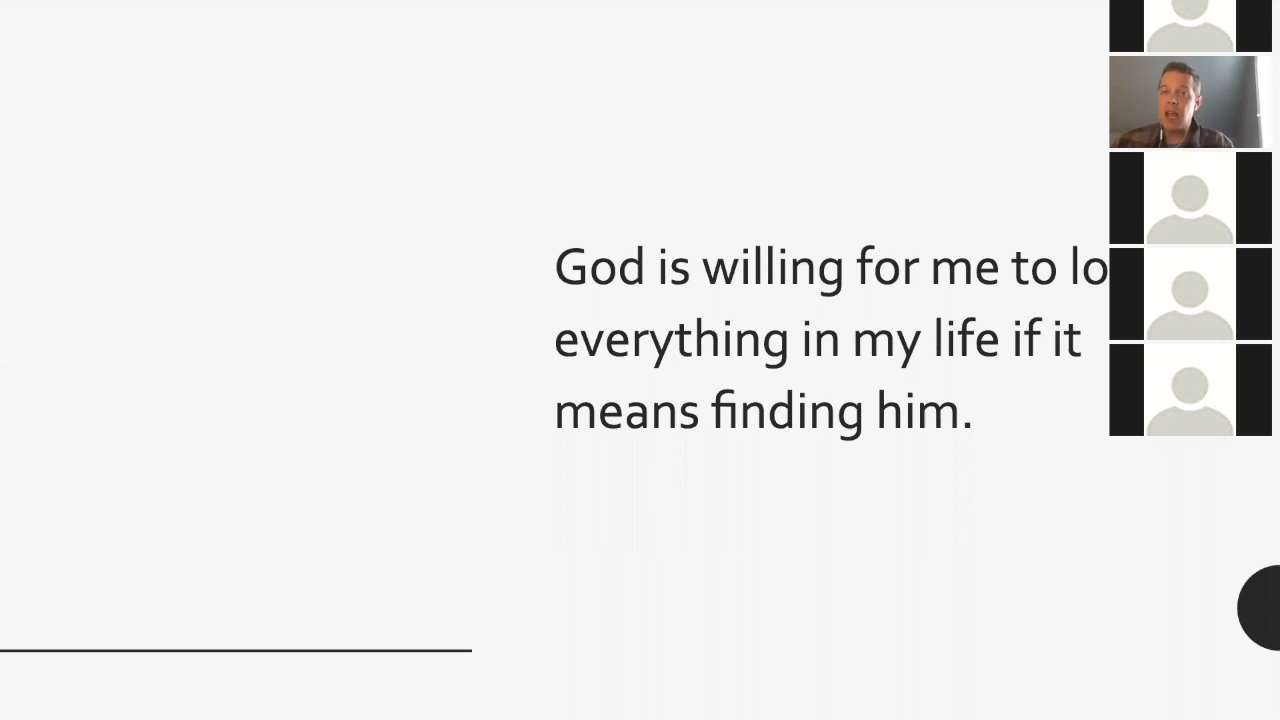 God is willing for me to lo
everything in my life if it
means finding him.